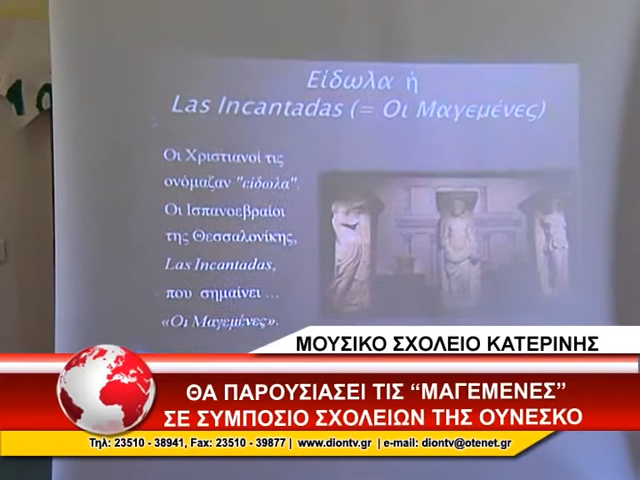 10
Είδωλα ή
Las Incantadas (= Οι Μαγεμένες)
Οι Χριστιανοί τις
ονόμαζαν "είδωλα".
Οι Ισπανοεβραίοι
της Θεσσαλονίκης,
Las Incantadas,
που σημαίνει ...
«Οι Μαγεμένες».
ΜΟΥΣΙΚΟ ΣΧΟΛΕΙΟ ΚΑΤΕΡΙΝΗΣ
ΘΑ ΠΑΡΟΥΣΙΑΣΕΙ ΤΙΣ “ΜΑΓΕΜΕΝΕΣ”
ΣΕ ΣΥΜΠΟΣΙΟ ΣΧΟΛΕΙΩΝ ΤΗΣ ΟΥΝΕΣΚΟ
Τηλ: 23510 - 38941, Fax: 23510 - 39877 | www.diontv.gr | e-mail: diontv@otenet.gr